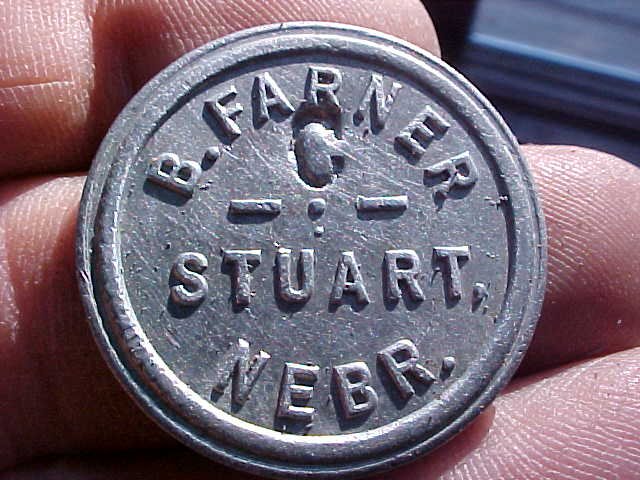 B. FARNER
C
– : –
STUART,
NEBR.